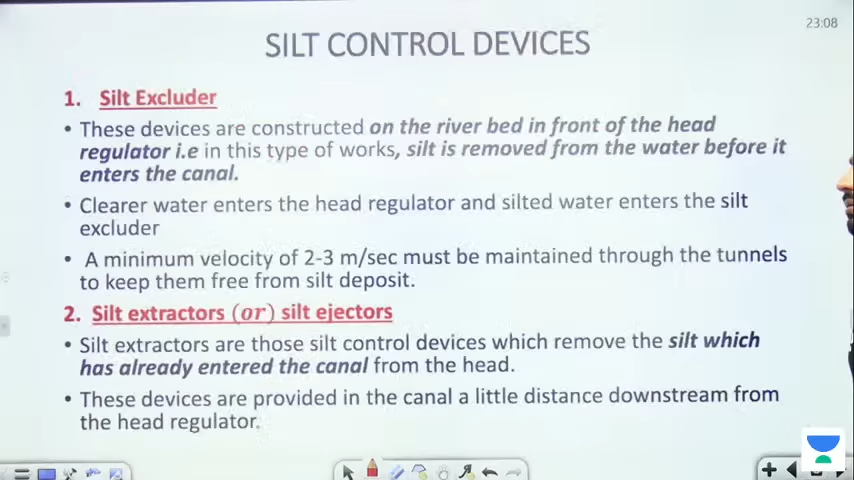 23:08
SILT CONTROL DEVICES
1. Silt Excluder
• These devices are constructed on the river bed in front of the head
regulator i.e in this type of works, silt is removed from the water before it
enters the canal.
• Clearer water enters the head regulator and silted water enters the silt
excluder
• A minimum velocity of 2-3 m/sec must be maintained through the tunnels
to keep them free from silt deposit.
2. Silt extractors (or) silt ejectors
• Silt extractors are those silt control devices which remove the silt which
has already entered the canal from the head.
• These devices are provided in the canal a little distance downstream from
the head regulator.